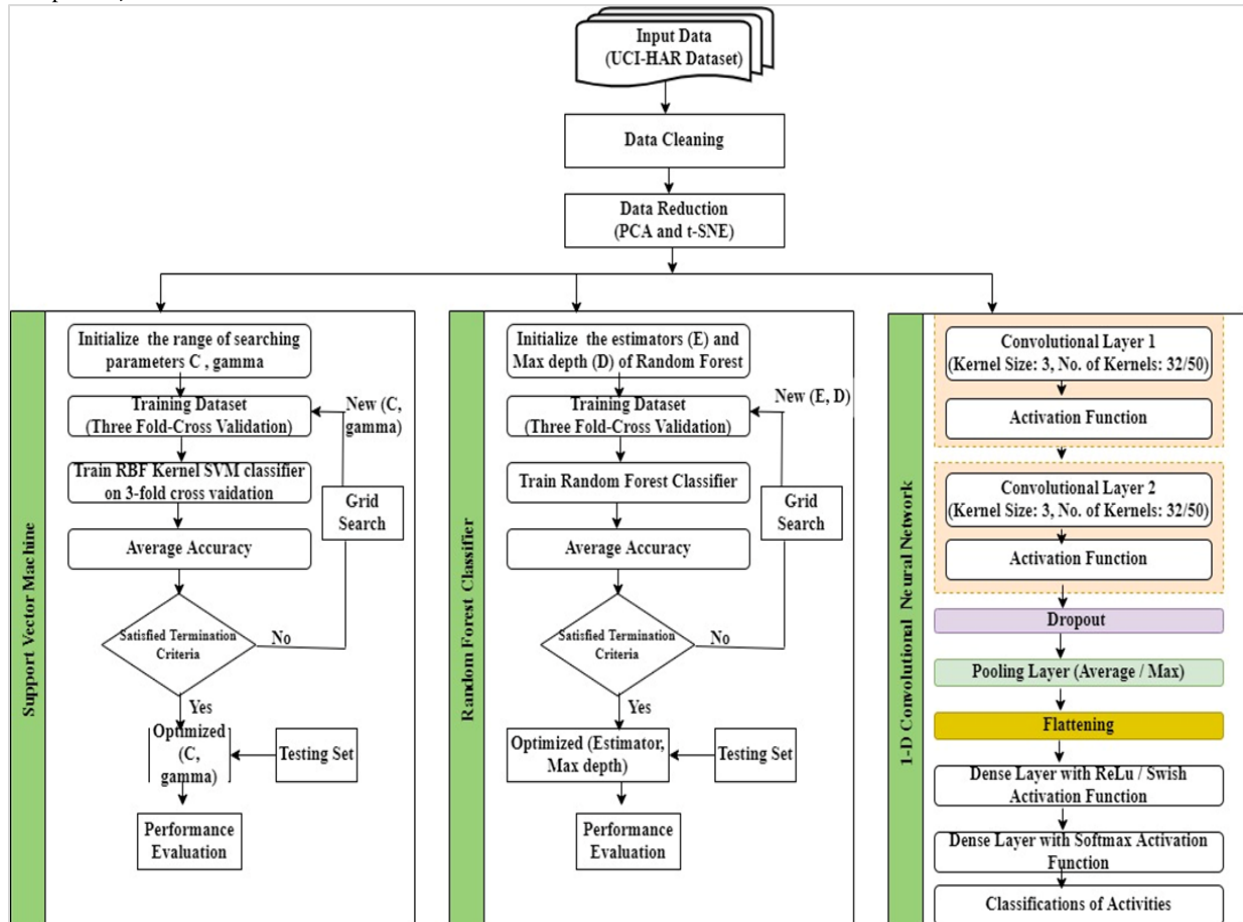 Input Data
(UCI-HAR Dataset)
Data Cleaning
Data Reduction
(PCA and t-SNE)
Support Vector Machine
Initialize the range of searching
parameters C , gamma
Training Dataset
(Three Fold-Cross Validation)
New (C,
gamma)
Train RBF Kernel SVM classifier
on 3-fold cross vaidation
Grid
Search
Average Accuracy
Satisfied Termination
Criteria
No
Yes
Optimized
(C,
gamma)
Testing Set
Performance
Evaluation
Random Forest Classifier
Initialize the estimators (E) and
Max depth (D) of Random Forest
Training Dataset
(Three Fold-Cross Validation)
New (E, D)
Train Random Forest Classifier
Grid
Search
Average Accuracy
Satisfied Termination
Criteria
No
Yes
Optimized (Estimator,
Max depth)
Testing Set
Performance
Evaluation
1-D Convolutional Neural Network
Convolutional Layer 1
(Kernel Size: 3, No. of Kernels: 32/50)
Activation Function
Convolutional Layer 2
(Kernel Size: 3, No. of Kernels: 32/50)
Activation Function
Dropout
Pooling Layer (Average / Max)
Flattening
Dense Layer with ReLu / Swish
Activation Function
Dense Layer with Softmax Activation
Function
Classifications of Activities